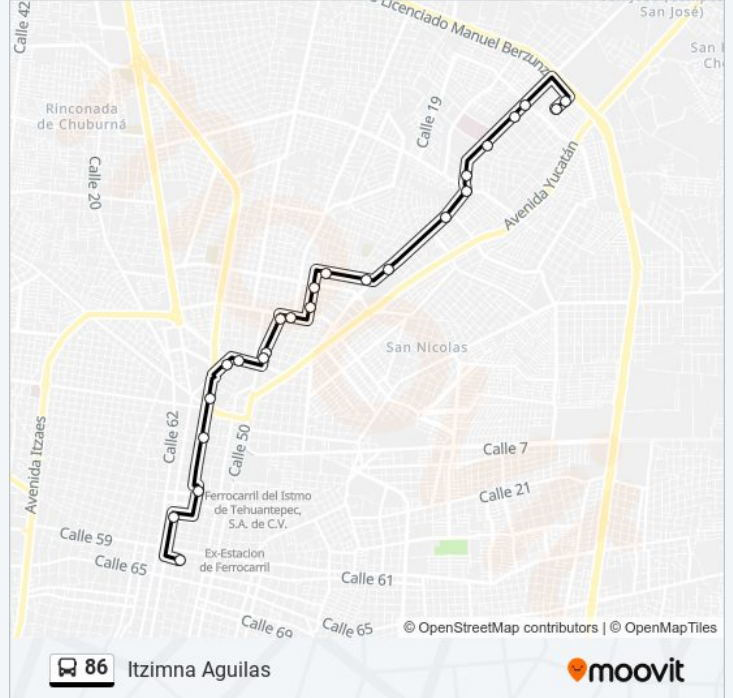 Calle 42
Licenciado Manuel Berzunz
San José)
San
Ch
Rinconada
de Chuburná
Calle 19
Calle 20
Avenida Yucatán
San Nicolas
Calle 62
Calle 50
Avenida Itzaes
Calle 7
Calle 21
Ferrocarril del Istmo
de Tehuantepec,
S.A. de C.V.
Calle 59
Calle 65
Ex-Estacion
de Ferrocarril
Calle 61
Calle 69
Calle 65
© OpenStreetMap contributors | © OpenMapTiles
86 Itzimna Aguilas
moovit